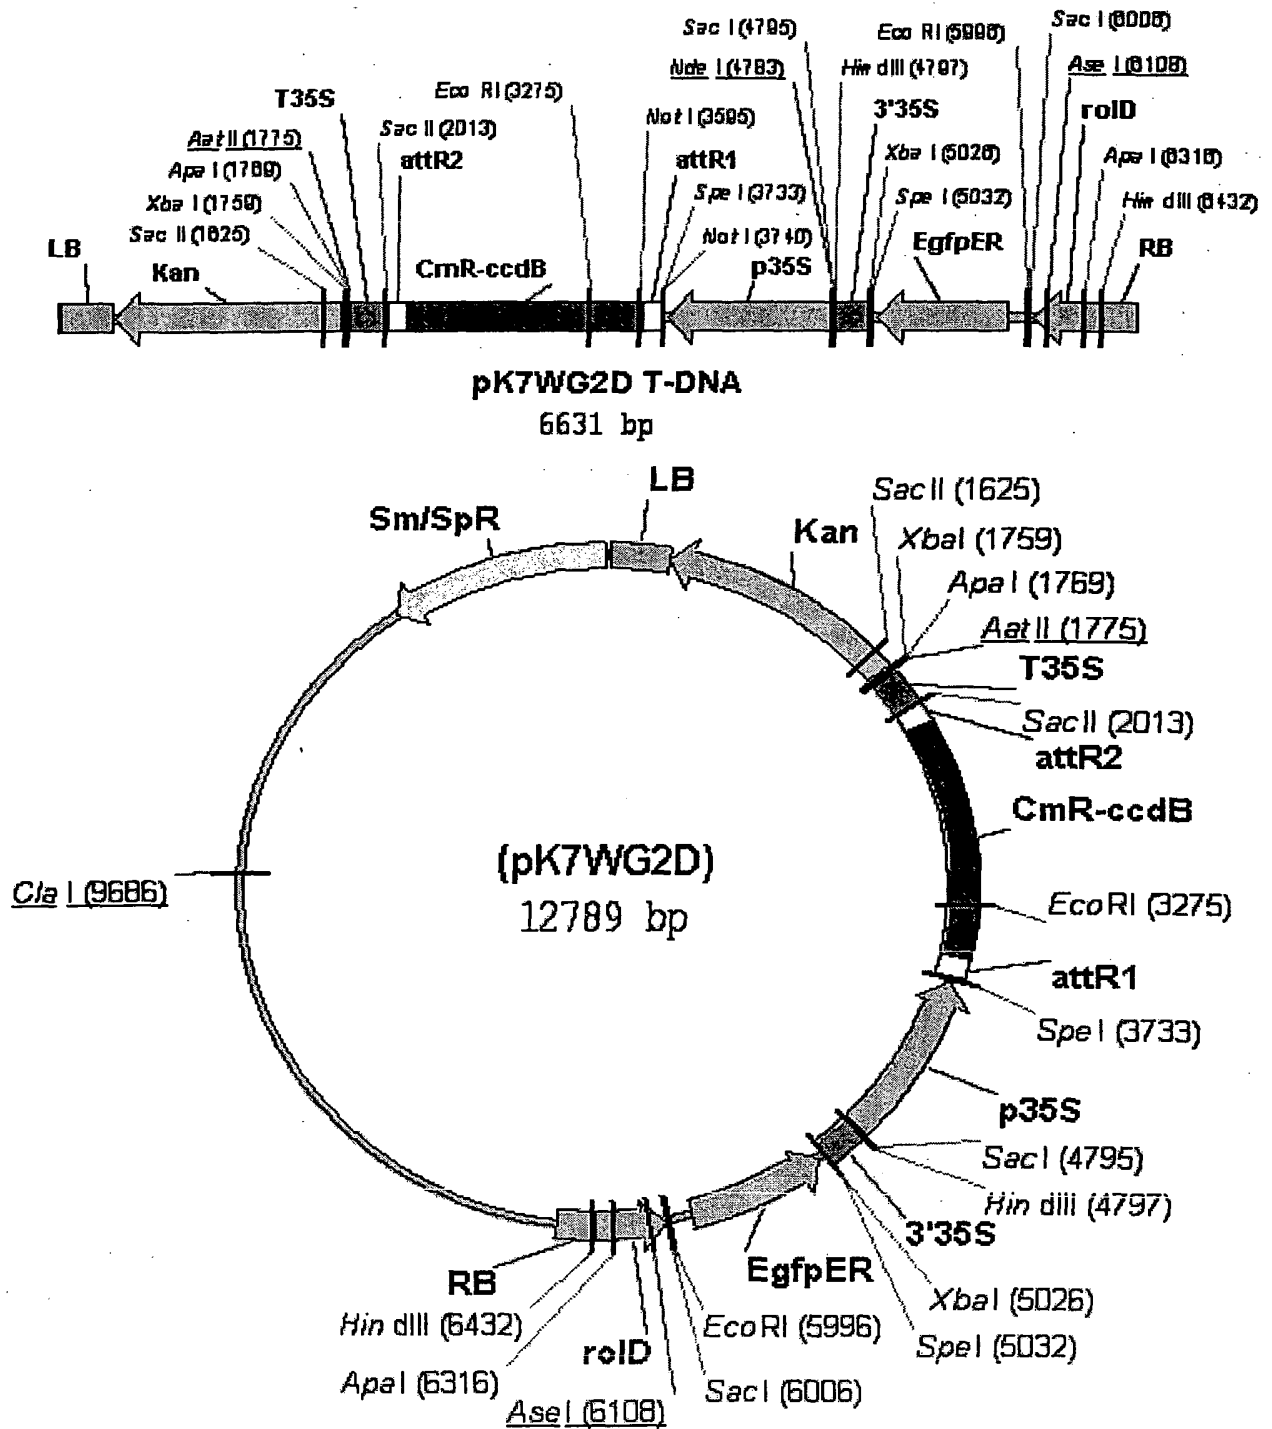 Sac I (4795)
Eco RI (5996)
Sac I (6006)
Nde I (4783)
Hin dIII (4797)
Ase I (6108)
Eco RI (3275)
T35S
Not I (3595)
3'35S
rolD
Aat II (1775)
Sac II (2013)
attR2
attR1
Xba I (5026)
Apa I (6316)
Apa I (1769)
Spe I (3733)
Spe I (5032)
Hin dIII (6432)
Xba I (1759)
Sac II (1625)
Not I (3740)
LB
Kan
CmR-ccdB
p35S
EgfpER
RB
pK7WG2D T-DNA
6631 bp
LB
Sm/SpR
Kan
Sac II (1625)
Xba I (1759)
Apa I (1769)
Aat II (1775)
T35S
Sac II (2013)
attR2
CmR-ccdB
(pK7WG2D)
12789 bp
Cla I (9686)
Eco RI (3275)
attR1
Spe I (3733)
p35S
Sac I (4795)
Hin dIII (4797)
3'35S
EgfpER
RB
Xba I (5026)
Hin dIII (6432)
Eco RI (5996)
Spe I (5032)
rolD
Apa I (6316)
Sac I (6006)
Ase I (6108)